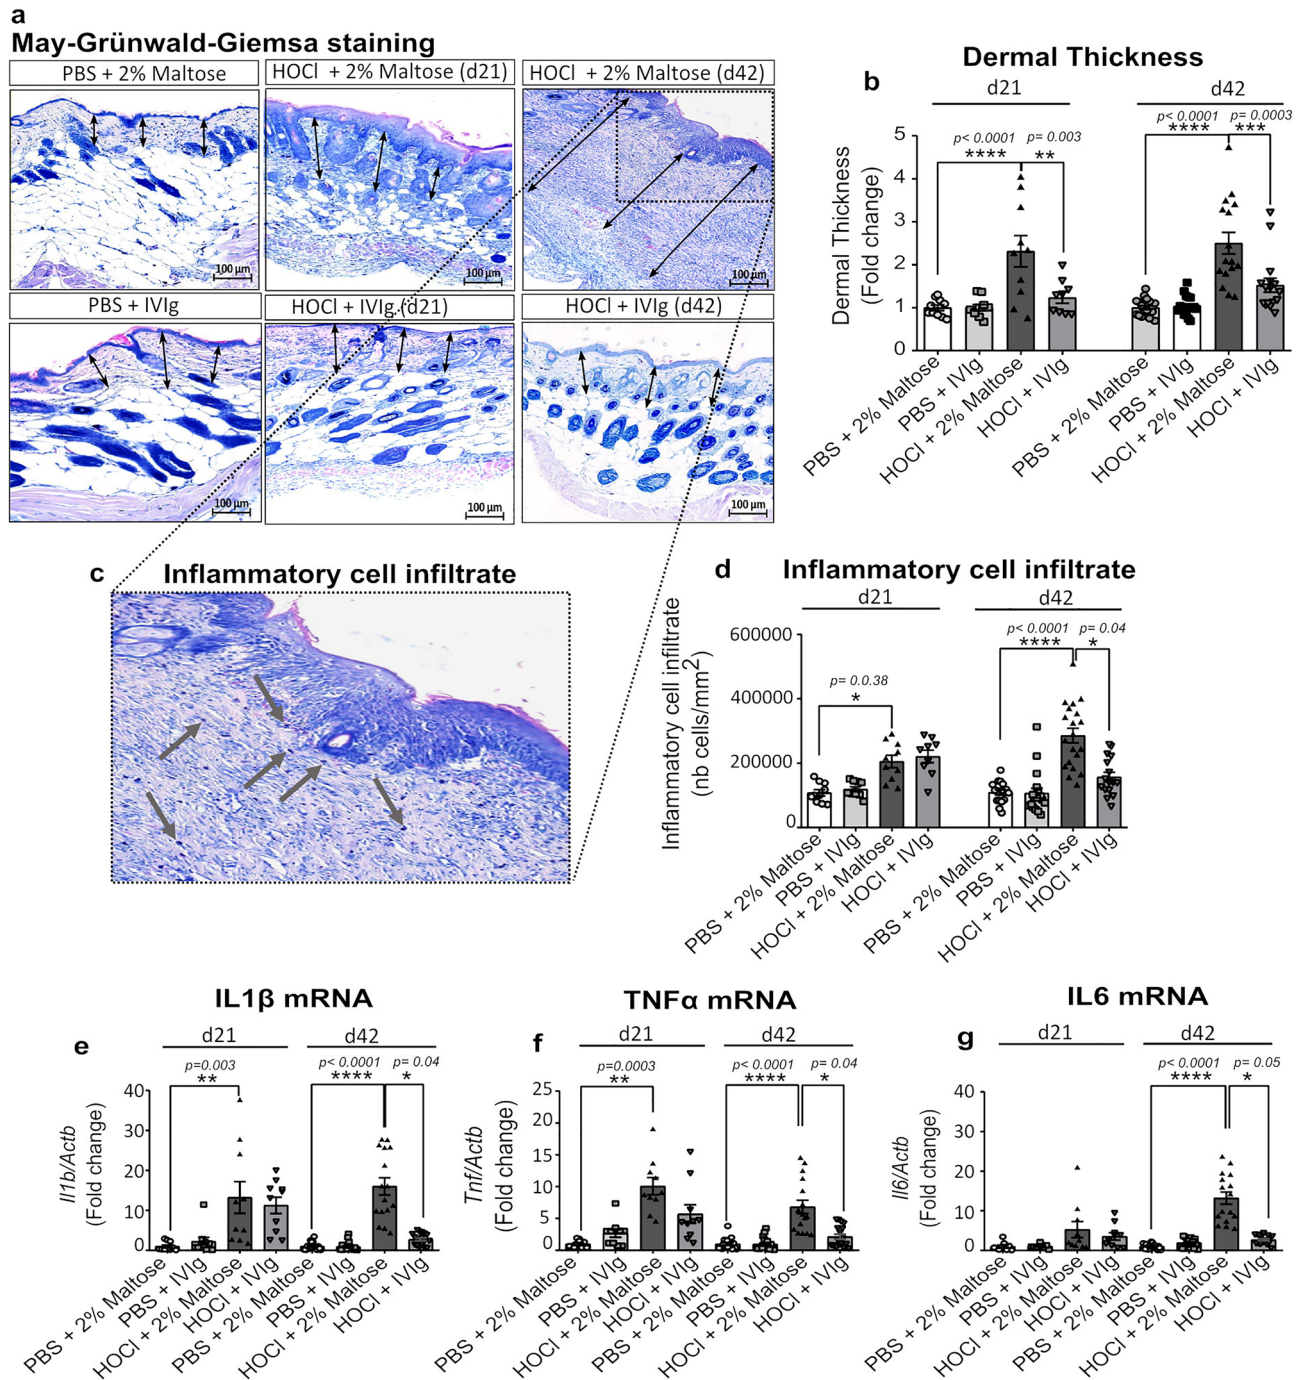 a
May-Grünwald-Giemsa staining
PBS + 2% Maltose
HOCl + 2% Maltose (d21)
HOCl + 2% Maltose (d42)
100 µm
100 µm
100 µm
PBS + IVIg
HOCl + IVIg (d21)
HOCl + IVIg (d42)
100 µm
100 µm
100 µm
b
Dermal Thickness
d21
d42
p< 0.0001
p= 0.003
p< 0.0001
p= 0.0003
****
**
****
***
Dermal Thickness
(Fold change)
5
4
3
2
1
0
PBS + 2% Maltose
PBS + IVIg
HOCl + 2% Maltose
HOCl + IVIg
PBS + 2% Maltose
PBS + IVIg
HOCl + 2% Maltose
HOCl + IVIg
c
Inflammatory cell infiltrate
d
Inflammatory cell infiltrate
d21
d42
p= 0.0.38
*
p< 0.0001
p= 0.04
****
*
Inflammatory cell infiltrate
(nb cells/mm2)
600000
400000
200000
0
PBS + 2% Maltose
PBS + IVIg
HOCl + 2% Maltose
HOCl + IVIg
PBS + 2% Maltose
PBS + IVIg
HOCl + 2% Maltose
HOCl + IVIg
e
IL1β mRNA
d21
d42
p=0.003
p< 0.0001
p= 0.04
**
****
*
Il1b/Actb
(Fold change)
40
30
20
10
0
PBS + 2% Maltose
PBS + IVIg
HOCl + 2% Maltose
HOCl + IVIg
PBS + 2% Maltose
PBS + IVIg
HOCl + 2% Maltose
HOCl + IVIg
f
TNFα mRNA
d21
d42
p=0.0003
p< 0.0001
p= 0.04
**
****
*
Tnf/Actb
(Fold change)
25
20
15
10
5
0
PBS + 2% Maltose
PBS + IVIg
HOCl + 2% Maltose
HOCl + IVIg
PBS + 2% Maltose
PBS + IVIg
HOCl + 2% Maltose
HOCl + IVIg
g
IL6 mRNA
d21
d42
p< 0.0001
p= 0.05
****
*
Il6/Actb
(Fold change)
40
30
20
10
0
PBS + 2% Maltose
PBS + IVIg
HOCl + 2% Maltose
HOCl + IVIg
PBS + 2% Maltose
PBS + IVIg
HOCl + 2% Maltose
HOCl + IVIg